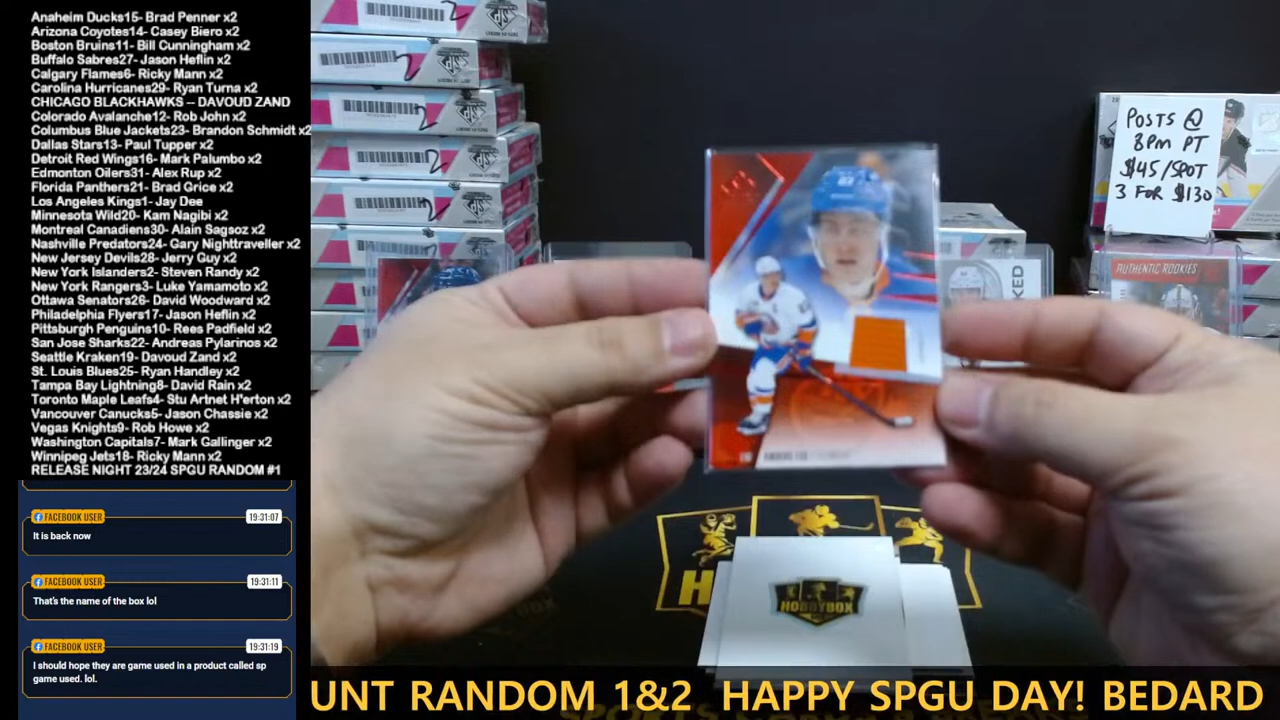 Anaheim Ducks15- Brad Penner x2
Arizona Coyotes14- Casey Biero x2
Boston Bruins11- Bill Cunningham x2
Buffalo Sabres27- Jason Heflin x2
Calgary Flames6- Ricky Mann x2
Carolina Hurricanes29- Ryan Turna x2
CHICAGO BLACKHAWKS -- DAVOUD ZAND
Colorado Avalanche12- Rob John x2
Columbus Blue Jackets23- Brandon Schmidt x2
Dallas Stars13- Paul Tupper x2
Detroit Red Wings16- Mark Palumbo x2
Edmonton Oilers31- Alex Rup x2
Florida Panthers21- Brad Grice x2
Los Angeles Kings1- Jay Dee
Minnesota Wild20- Kam Nagibi x2
Montreal Canadiens30- Alain Sagsoz x2
Nashville Predators24- Gary Nighttraveller x2
New Jersey Devils28- Jerry Guy x2
New York Islanders2- Steven Randy x2
New York Rangers3- Luke Yamamoto x2
Ottawa Senators26- David Woodward x2
Philadelphia Flyers17- Jason Heflin x2
Pittsburgh Penguins10- Rees Padfield x2
San Jose Sharks22- Andreas Pylarinos x2
Seattle Kraken19- Davoud Zand x2
St. Louis Blues25- Ryan Handley x2
Tampa Bay Lightning8- David Rain x2
Toronto Maple Leafs4- Stu Artnet H'erton x2
Vancouver Canucks5- Jason Chassie x2
Vegas Knights9- Rob Howe x2
Washington Capitals7- Mark Gallinger x2
Winnipeg Jets18- Ricky Mann x2
RELEASE NIGHT 23/24 SPGU RANDOM #1
FACEBOOK USER 19:31:07
It is back now
FACEBOOK USER 19:31:11
That's the name of the box lol
FACEBOOK USER 19:31:19
I should hope they are game used in a product called sp
game used. lol.
POSTS @
8PM PT
$45/SPOT
3 FOR $130
AUTHENTIC ROOKIES
ANDERS LEE
HOBBYBOX
UNT RANDOM 1&2 HAPPY SPGU DAY! BEDARD